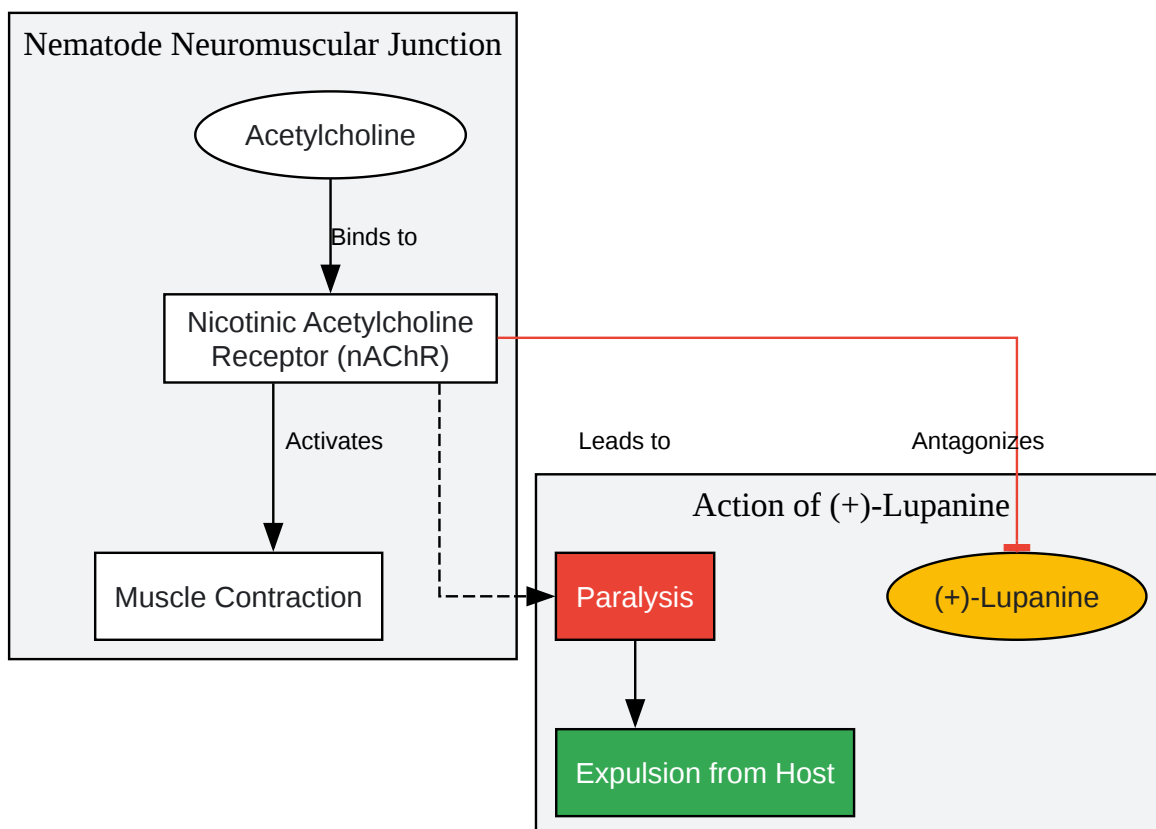 Nematode Neuromuscular Junction
Acetylcholine
Binds to
Nicotinic Acetylcholine
Receptor (nAChR)
Activates
Leads to
Antagonizes
Action of (+)-Lupanine
Muscle Contraction
Paralysis
(+)-Lupanine
Expulsion from Host